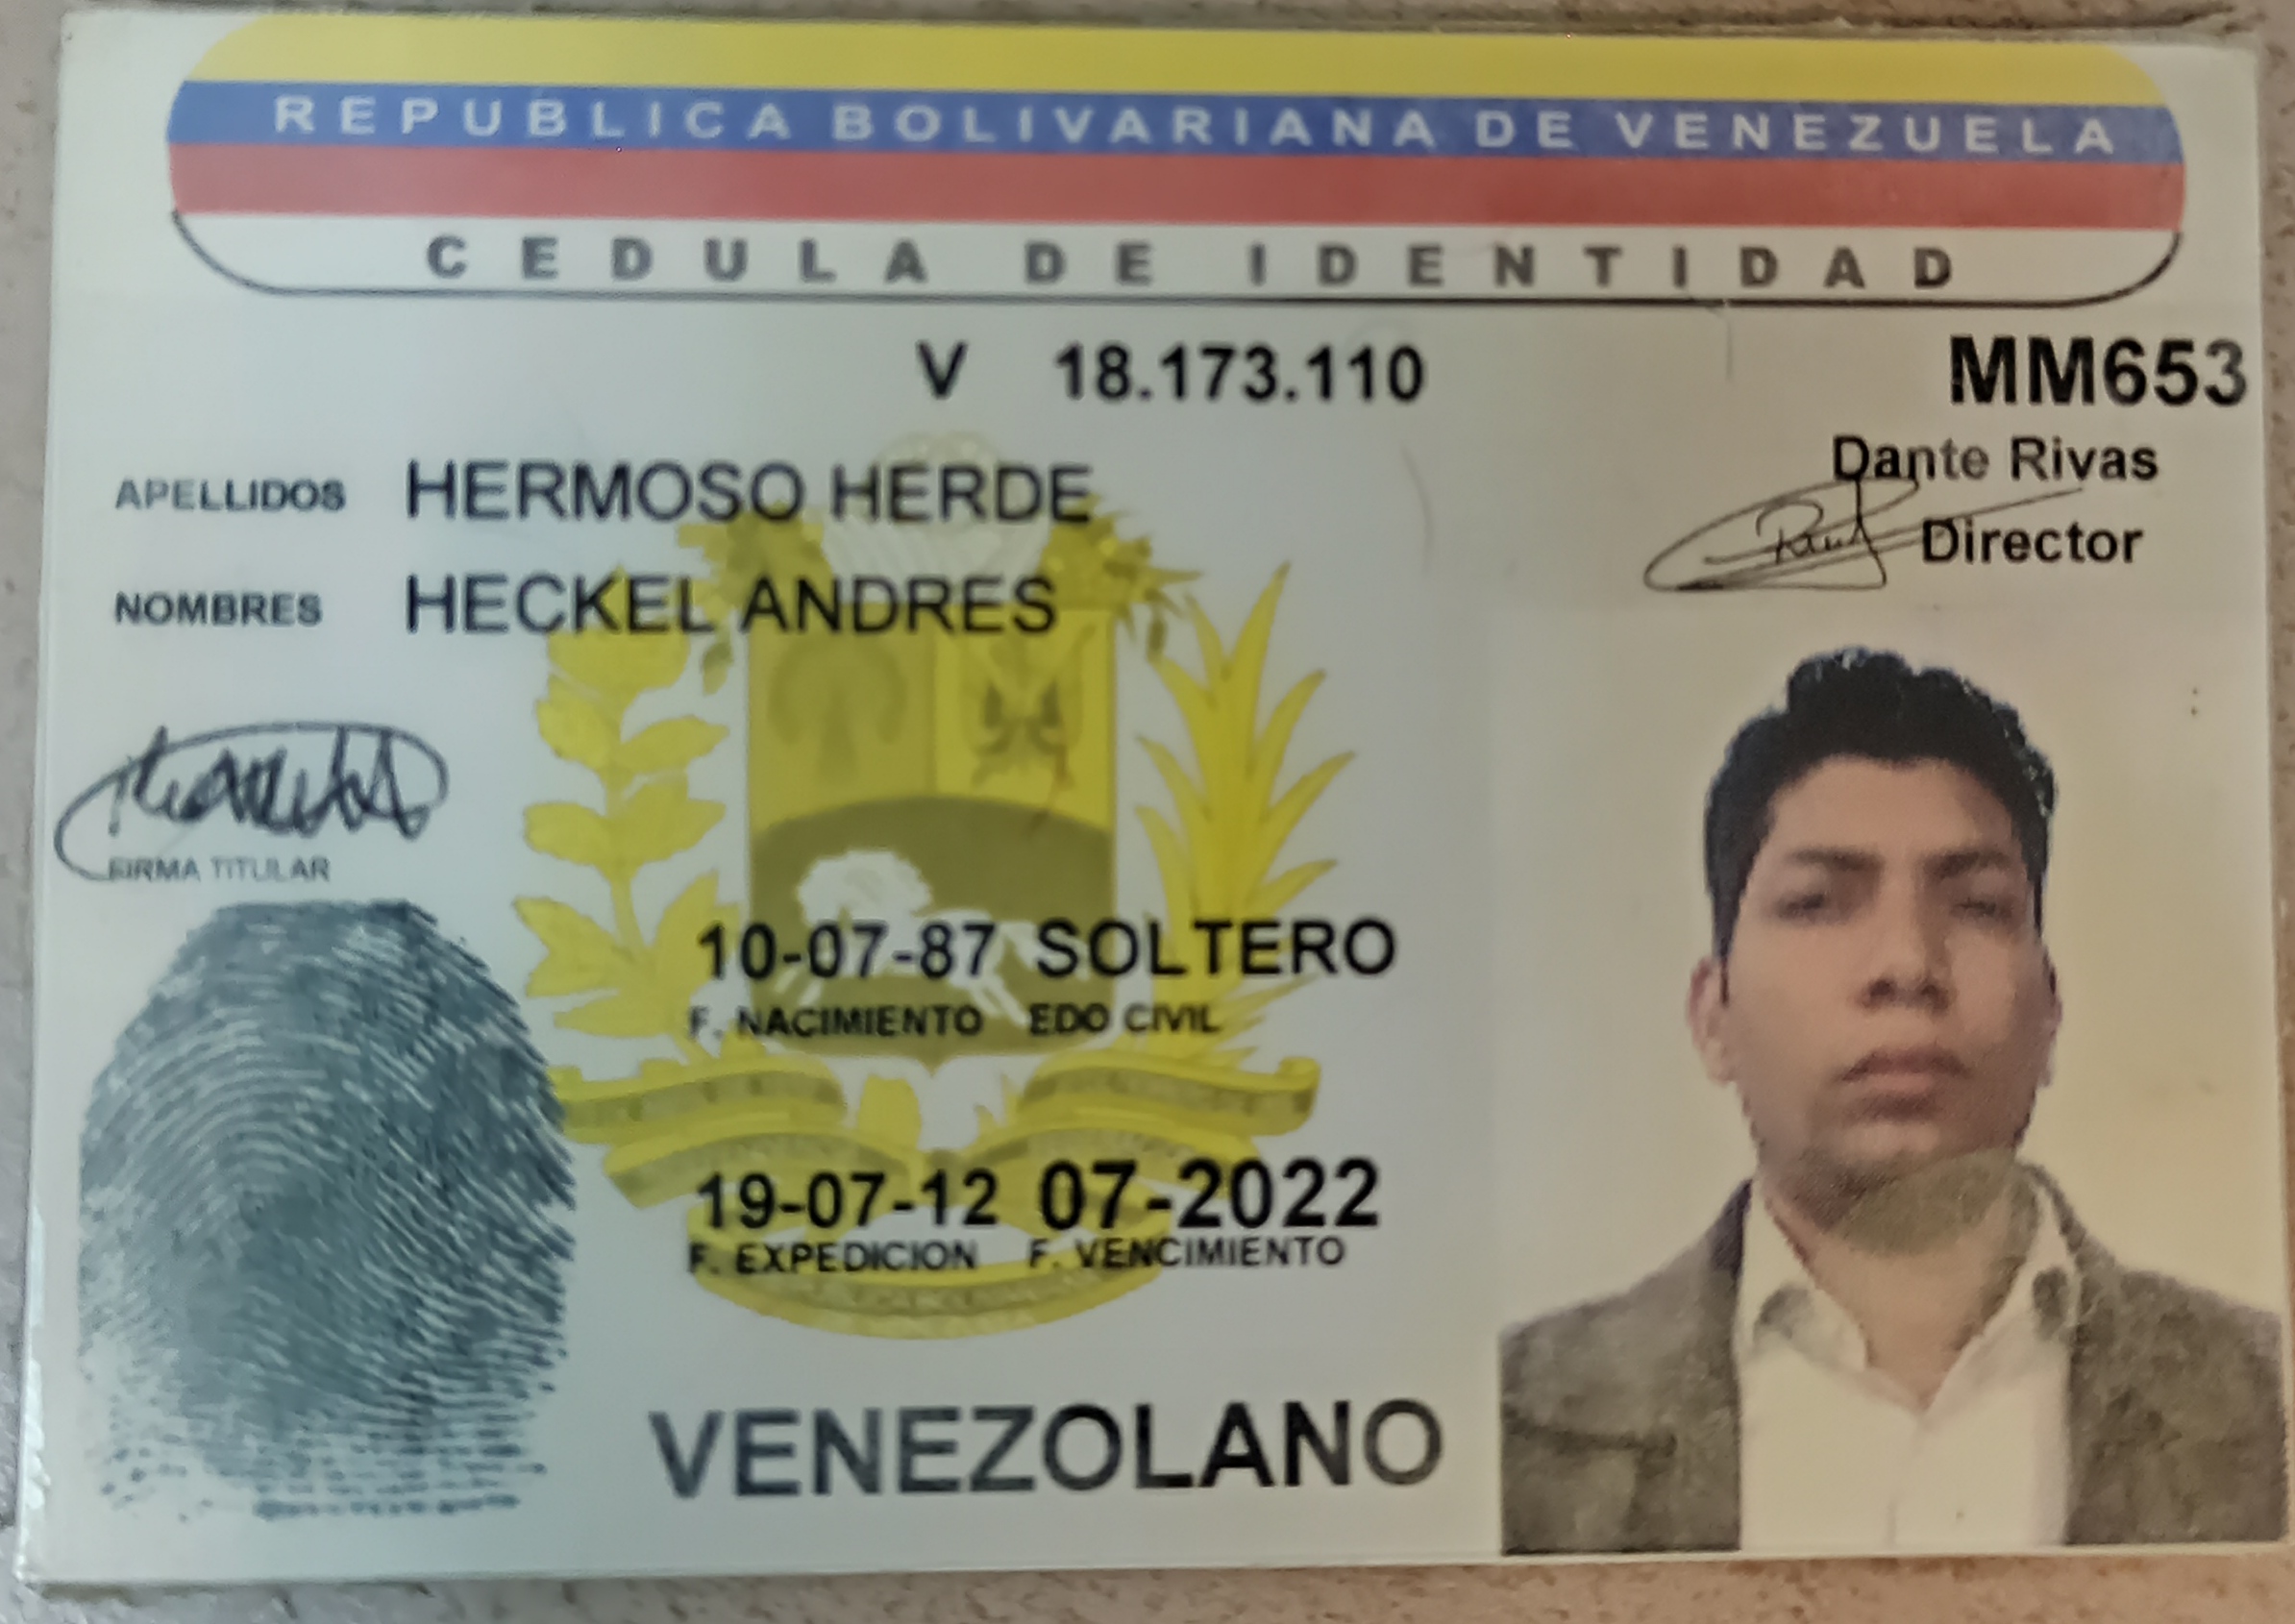 REPUBLICA BOLIVARIANA DE VENEZUELA
CEDULA DE IDENTIDAD
V 18.173.110
MM653
Dante Rivas
Director
APELLIDOS HERMOSO HERDE
NOMBRES HECKEL ANDRES
FIRMA TITULAR
10-07-87 SOLTERO
F. NACIMIENTO EDO CIVIL
19-07-12 07-2022
F. EXPEDICION F. VENCIMIENTO
VENEZOLANO